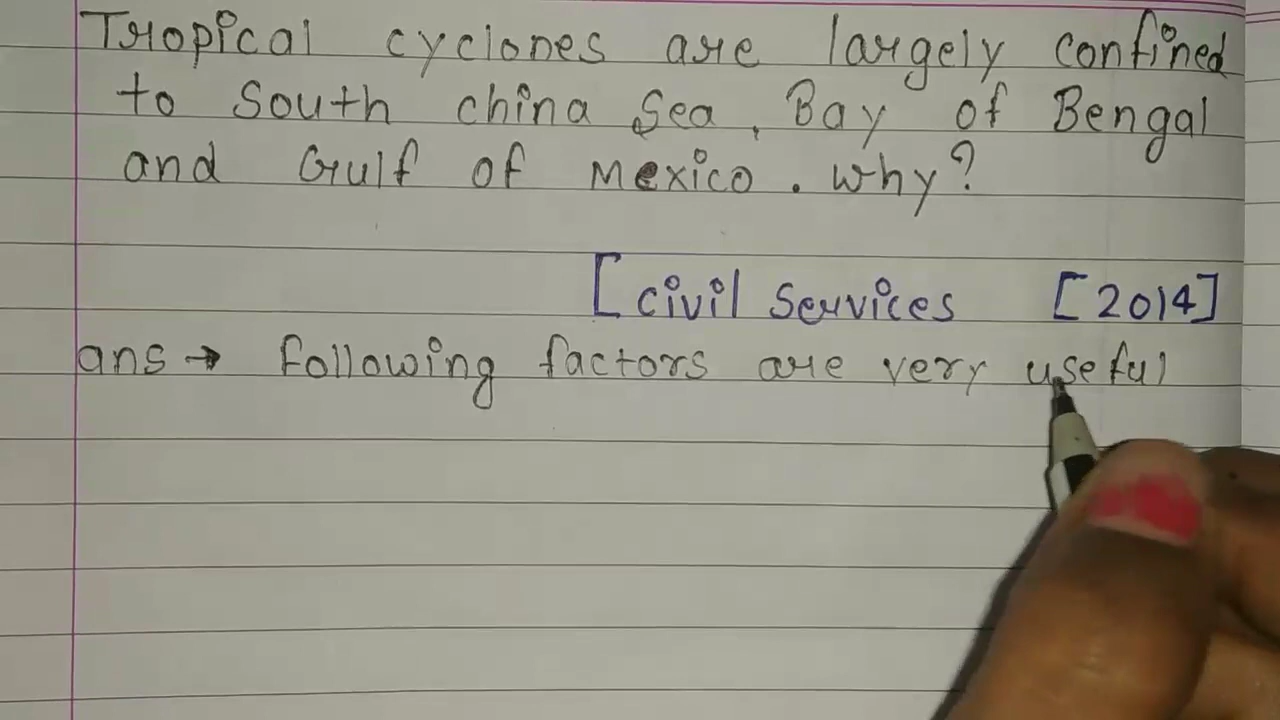 Tropical cyclones are largely confined
to South china Sea, Bay of Bengal
and Gulf of Mexico. Why?
[civil Services [2014]
ans → Following factors are very useful